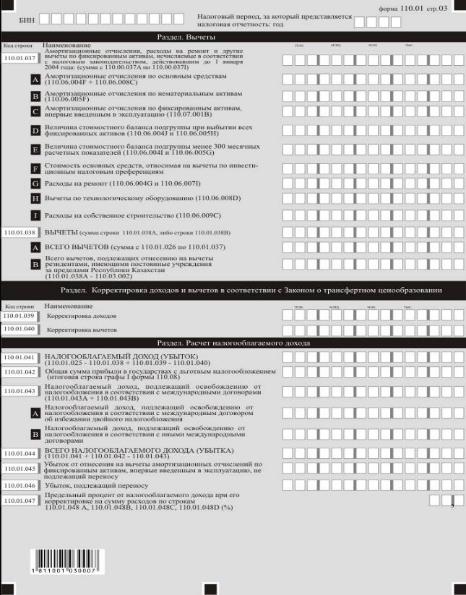 форма 110.01 стр.03
БИН
Налоговый период, за который представляется
налоговая отчетность: год
Раздел. Вычеты
Код строки Наименование
110.01.037
Амортизационные отчисления, расходы на ремонт и другие
вычеты по фиксированным активам, исчисляемые в соответствии
с налоговым законодательством, действовавшим до 1 января
2004 года: (сумма с 110.00.037A по 110.00.037I)
A Амортизационные отчисления по основным средствам
(110.06.004F + 110.06.008C)
B Амортизационные отчисления по нематериальным активам
(110.06.005F)
C Амортизационные отчисления по фиксированным активам,
впервые введенным в эксплуатацию (110.07.001B)
D Величина стоимостного баланса подгруппы при выбытии всех
фиксированных активов (110.06.004J и 110.06.005H)
E Величина стоимостного баланса подгруппы менее 300 месячных
расчетных показателей (110.06.004I и 110.06.005G)
F Стоимость основных средств, относимая на вычеты по инвести-
ционным налоговым преференциям
G Расходы на ремонт (110.06.004G и 110.06.007I)
H Вычеты по технологическому оборудованию (110.06.008D)
I Расходы на собственное строительство (110.06.009C)
110.01.038 ВЫЧЕТЫ (сумма строки 110.01.038A, либо строки 110.01.038B)
A ВСЕГО ВЫЧЕТОВ (сумма с 110.01.026 по 110.01.037)
B Всего вычетов, подлежащих отнесению на вычеты
резидентами, имеющими постоянные учреждения
за пределами Республики Казахстан
(110.01.038A - 110.03.002)
Раздел. Корректировка доходов и вычетов в соответствии с Законом о трансфертном ценообразовании
Код строки Наименование
110.01.039 Корректировка доходов
110.01.040 Корректировка вычетов
Раздел. Расчет налогооблагаемого дохода
110.01.041 НАЛОГООБЛАГАЕМЫЙ ДОХОД (УБЫТОК)
(110.01.025 - 110.01.038 + 110.01.039 - 110.01.040)
110.01.042 Общая сумма прибыли в государствах с льготным налогообложением
(итоговая строка графы I формы 110.08)
110.01.043 Налогооблагаемый доход, подлежащий освобождению от
налогообложения в соответствии с международными договорами
(110.01.043A + 110.01.043B)
A Налогооблагаемый доход, подлежащий освобождению от
налогообложения в соответствии с международным договором
об избежании двойного налогообложения
B Налогооблагаемый доход, подлежащий освобождению от
налогообложения в соответствии с иными международными
договорами
110.01.044 ВСЕГО НАЛОГООБЛАГАЕМОГО ДОХОДА (УБЫТКА)
(110.01.041 + 110.01.042 - 110.01.043)
110.01.045 Убыток от отнесения на вычеты амортизационных отчислений по
фиксированным активам, впервые введенным в эксплуатацию, не
подлежащий переносу
110.01.046 Убыток, подлежащий переносу
110.01.047 Предельный процент от налогооблагаемого дохода при его
корректировке на сумму расходов по строкам
110.01.048 A, 110.01.048B, 110.01.048C, 110.01.048D (%)
1811001030007